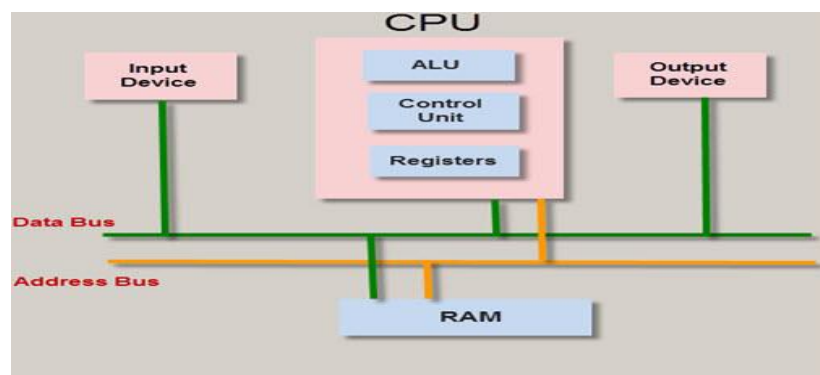 CPU
Input
Device
ALU
Control
Unit
Registers
Output
Device
Data Bus
Address Bus
RAM